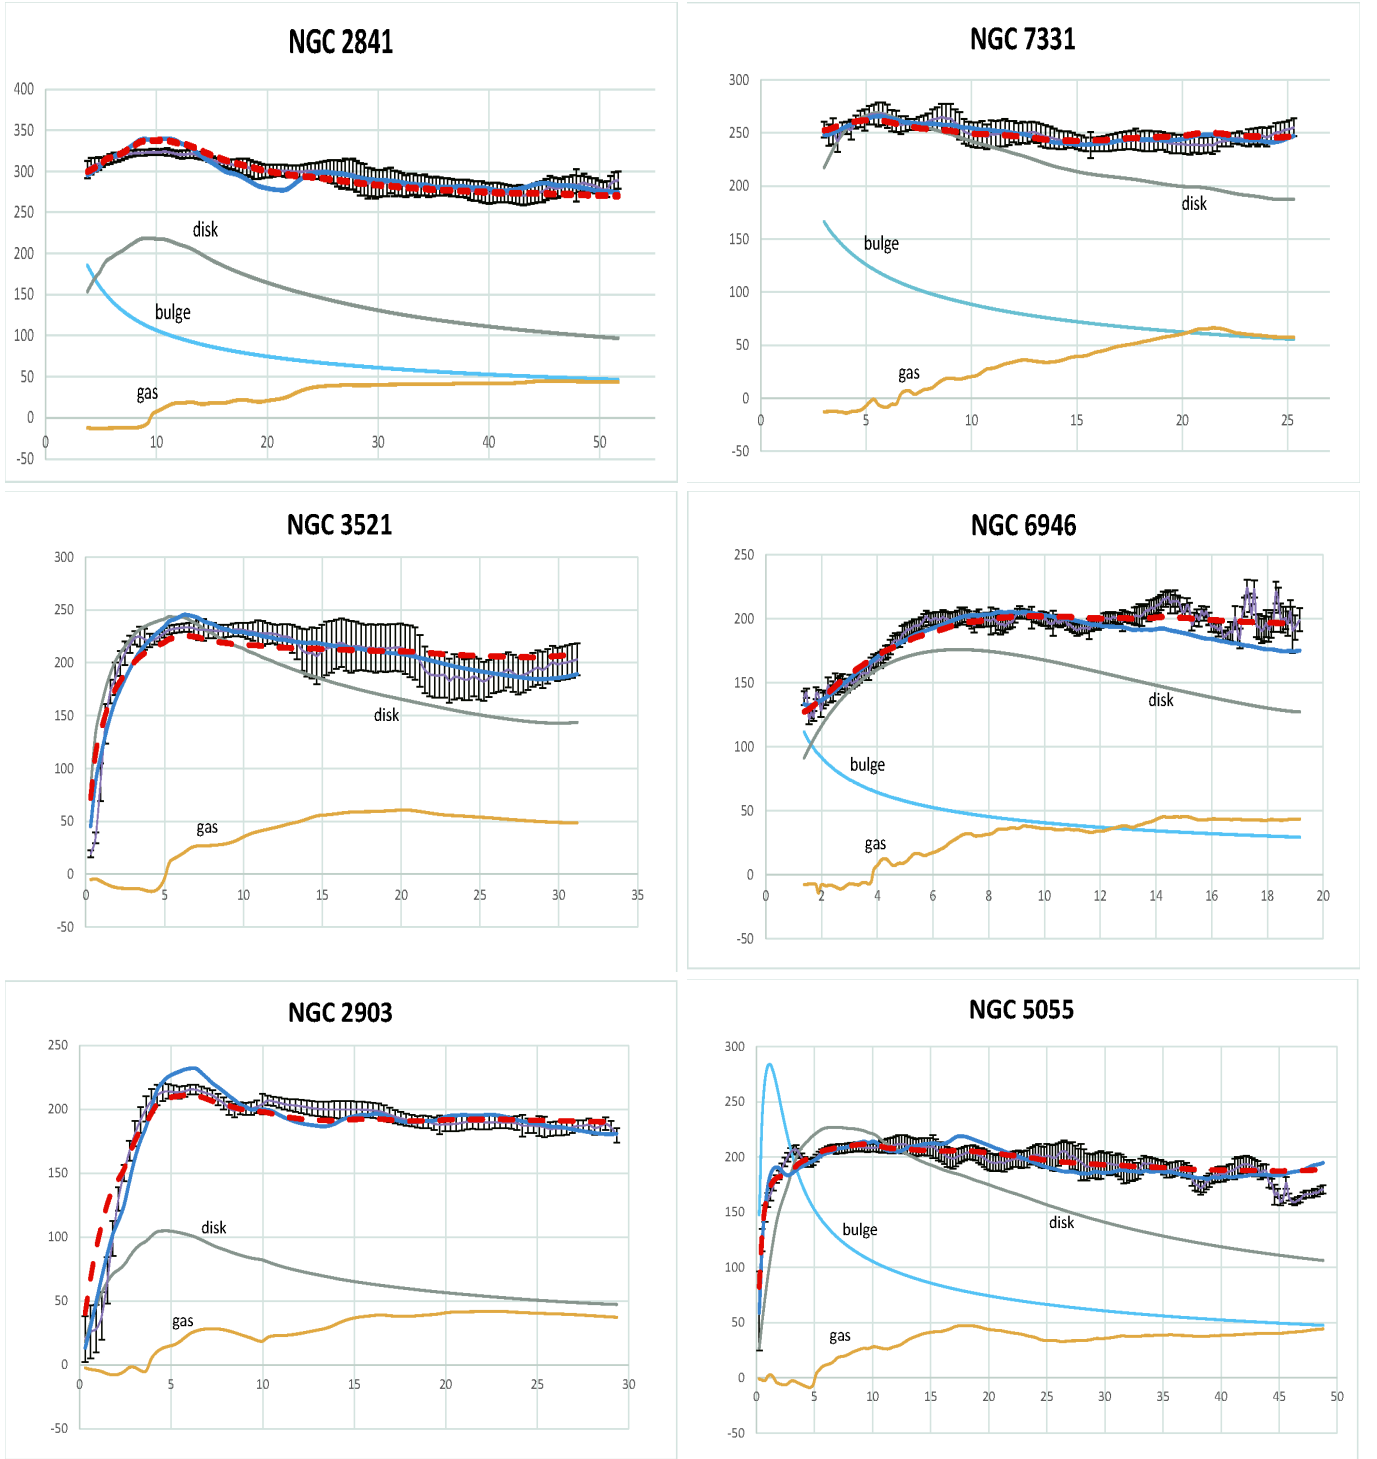 NGC 2841
400
350
300
250
200
150
100
50
0
-50
0 10 20 30 40 50
disk
bulge
gas
NGC 7331
300
250
200
150
100
50
0
-50
0 5 10 15 20 25
disk
bulge
gas
NGC 3521
300
250
200
150
100
50
0
-50
0 5 10 15 20 25 30 35
disk
gas
NGC 6946
250
200
150
100
50
0
-50
0 2 4 6 8 10 12 14 16 18 20
disk
bulge
gas
NGC 2903
250
200
150
100
50
0
-50
0 5 10 15 20 25 30
disk
gas
NGC 5055
300
250
200
150
100
50
0
-50
0 5 10 15 20 25 30 35 40 45 50
bulge
disk
gas